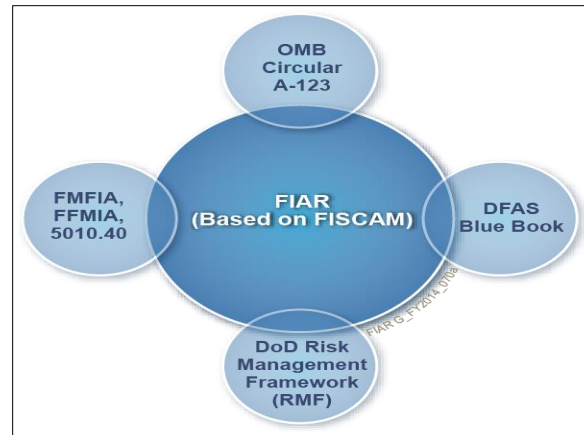 OMB
Circular
A-123
FMFIA,
FFMIA,
5010.40
FIAR
(Based on FISCAM)
DFAS
Blue Book
FIAR G_FY2014_070a
DoD Risk
Management
Framework
(RMF)